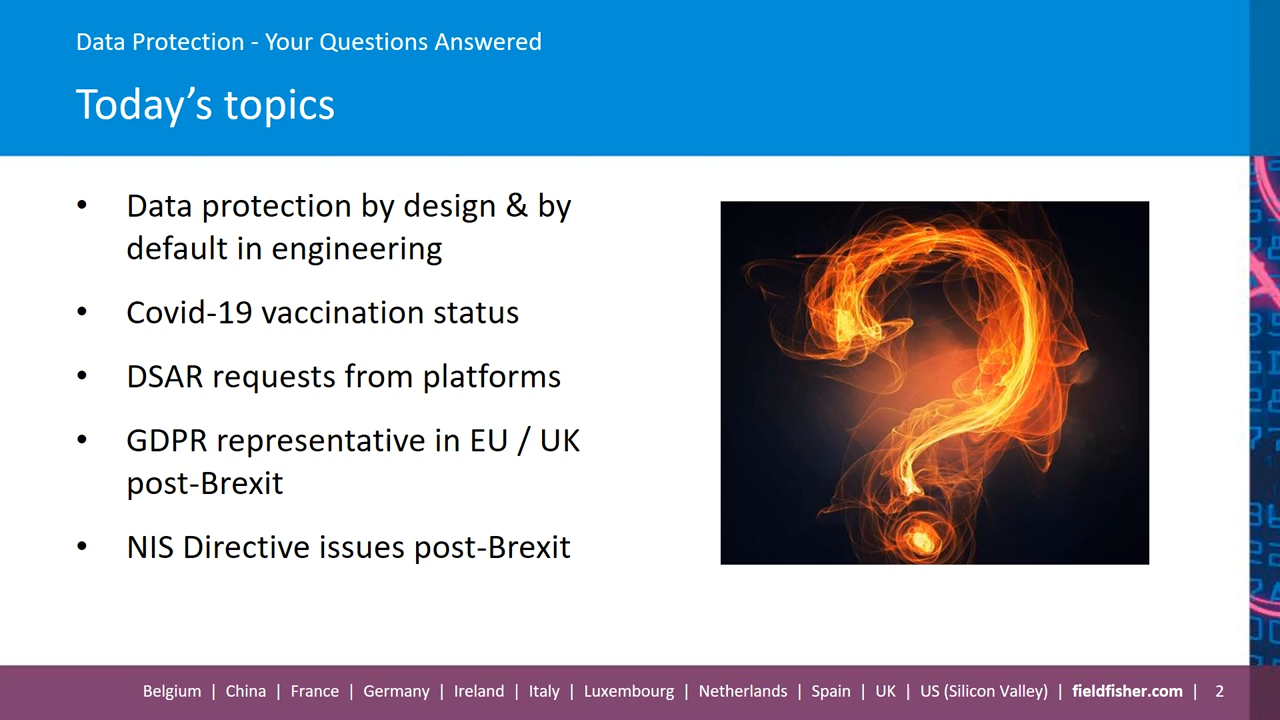 Data Protection - Your Questions Answered
Today's topics
• Data protection by design & by
default in engineering
• Covid-19 vaccination status
• DSAR requests from platforms
• GDPR representative in EU / UK
post-Brexit
• NIS Directive issues post-Brexit
Belgium | China | France | Germany | Ireland | Italy | Luxembourg | Netherlands | Spain | UK | US (Silicon Valley) | fieldfisher.com | 2